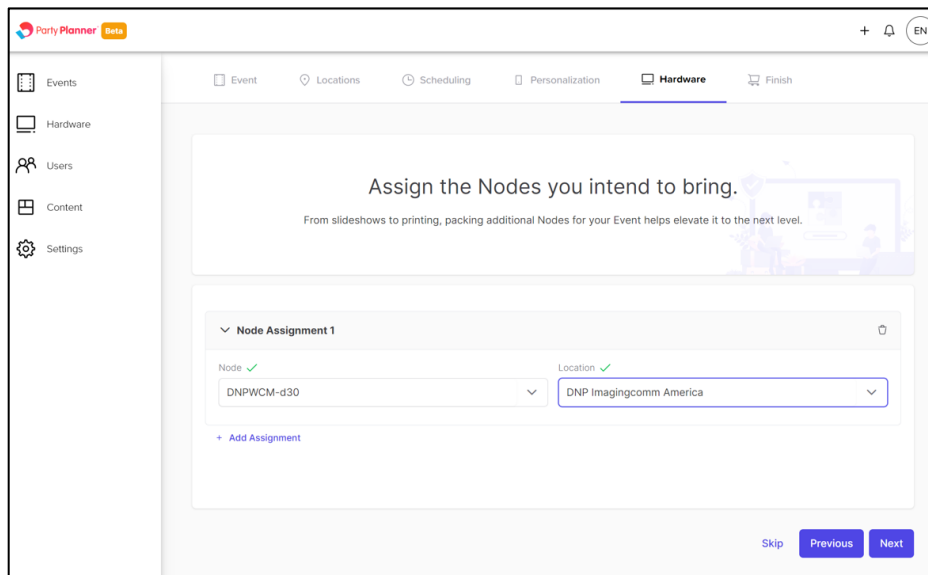 Party Planner Beta
+ EN
Events
Hardware
Users
Content
Settings
Event Locations Scheduling Personalization Hardware Finish
Assign the Nodes you intend to bring.
From slideshows to printing, packing additional Nodes for your Event helps elevate it to the next level.
Node Assignment 1
Node Location
DNPWCM-d30 DNP Imagingcomm America
+ Add Assignment
Skip Previous Next